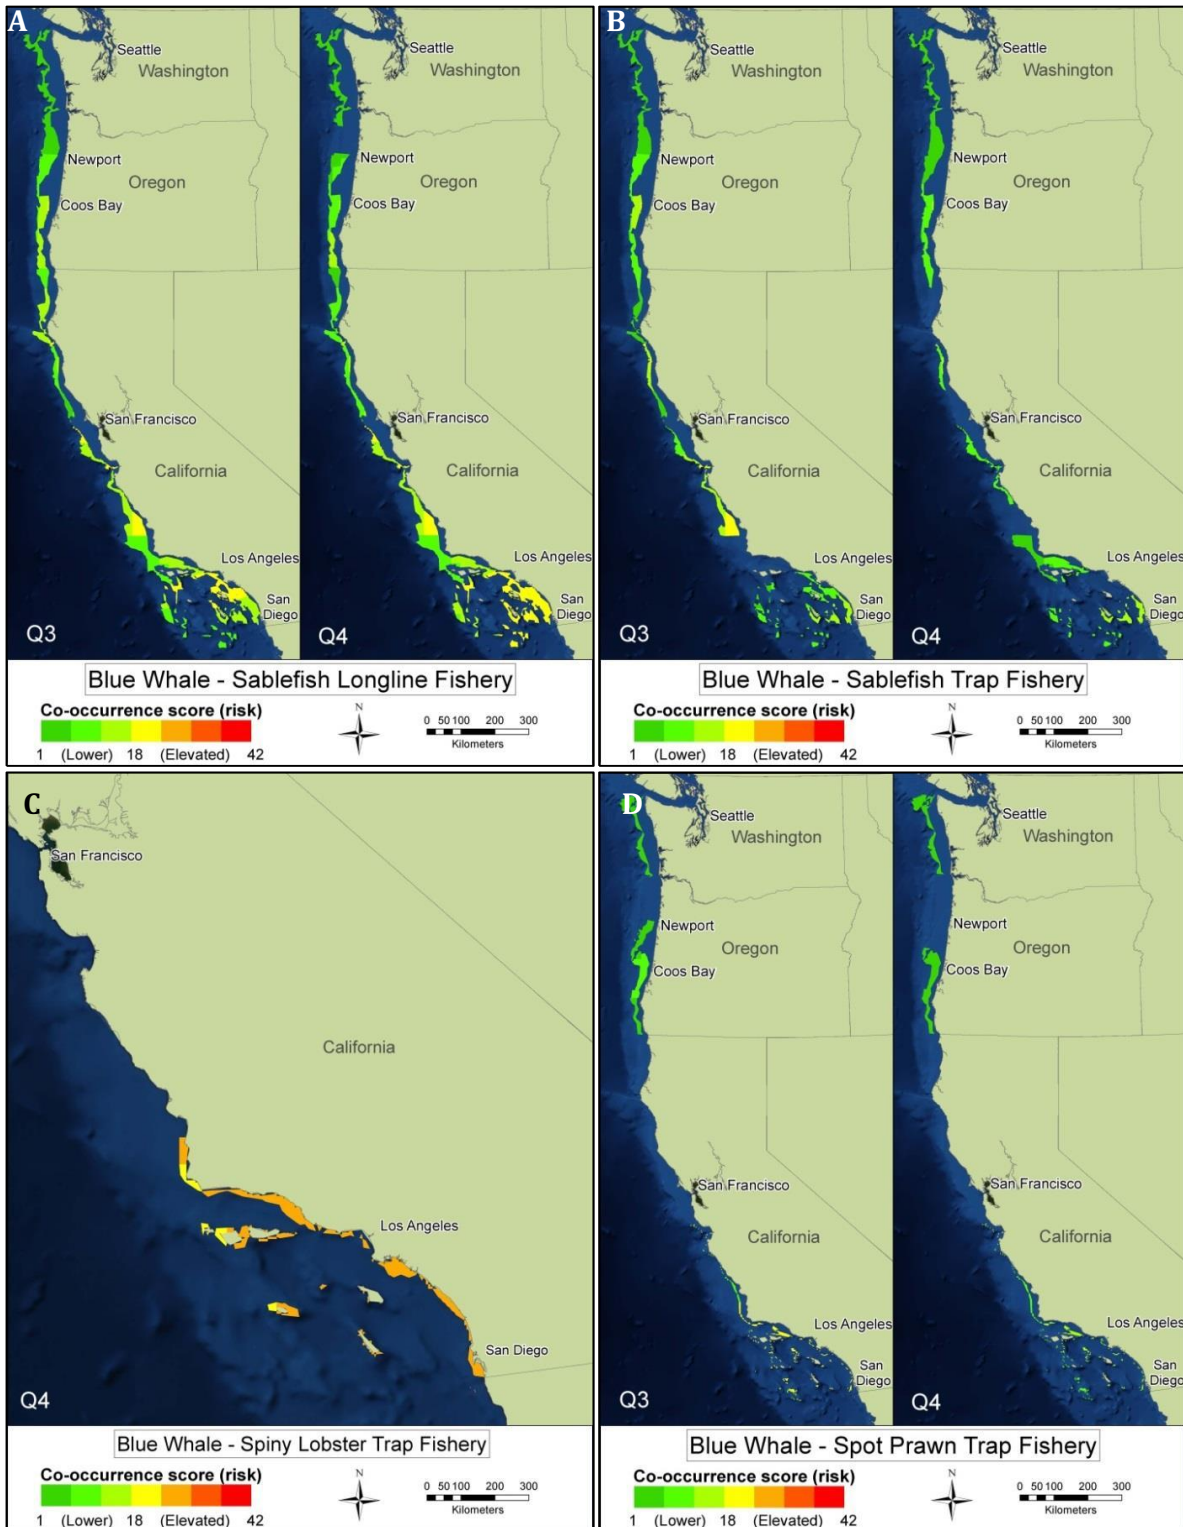 A
Seattle
Washington
Newport
Oregon
Coos Bay
San Francisco
California
Los Angeles
San
Diego
Q3
Seattle
Washington
Newport
Oregon
Coos Bay
San Francisco
California
Los Angeles
San
Diego
Q4
Blue Whale - Sablefish Longline Fishery
Co-occurrence score (risk)
1 (Lower) 18 (Elevated) 42
N
0 50 100 200 300
Kilometers
B
Seattle
Washington
Newport
Oregon
Coos Bay
San Francisco
California
Los Angeles
San
Diego
Q3
Seattle
Washington
Newport
Oregon
Coos Bay
San Francisco
California
Los Angeles
San
Diego
Q4
Blue Whale - Sablefish Trap Fishery
Co-occurrence score (risk)
1 (Lower) 18 (Elevated) 42
N
0 50 100 200 300
Kilometers
C
San Francisco
California
Los Angeles
San Diego
Q4
Blue Whale - Spiny Lobster Trap Fishery
Co-occurrence score (risk)
1 (Lower) 18 (Elevated) 42
N
0 50 100 200 300
Kilometers
D
Seattle
Washington
Newport
Oregon
Coos Bay
San Francisco
California
Los Angeles
San
Diego
Q3
Seattle
Washington
Newport
Oregon
Coos Bay
San Francisco
California
Los Angeles
San
Diego
Q4
Blue Whale - Spot Prawn Trap Fishery
Co-occurrence score (risk)
1 (Lower) 18 (Elevated) 42
N
0 50 100 200 300
Kilometers